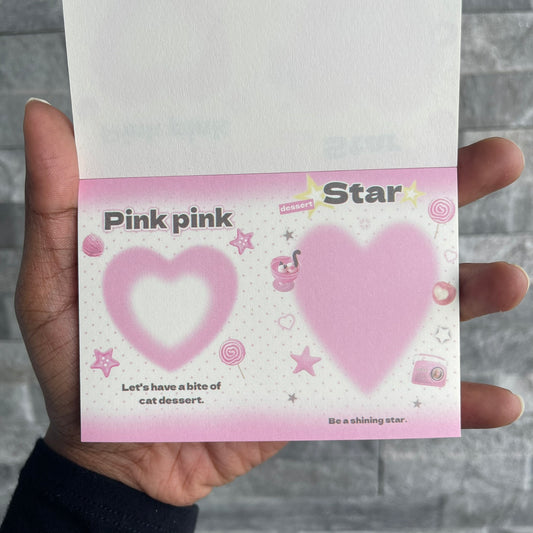 Pink pink
Let's have a bite of
cat dessert.
dessert
Star
Be a shining star.